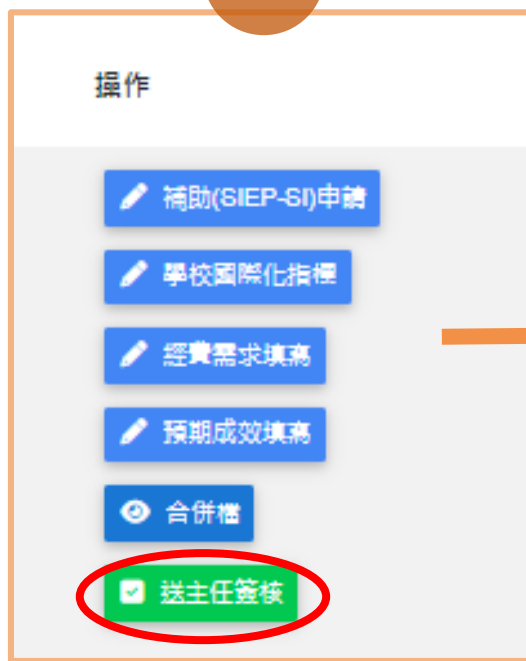 操作
補助(SIEP-SI)申請
學校國際化指標
經費需求填寫
預期成效填寫
合併檔
送主任簽核